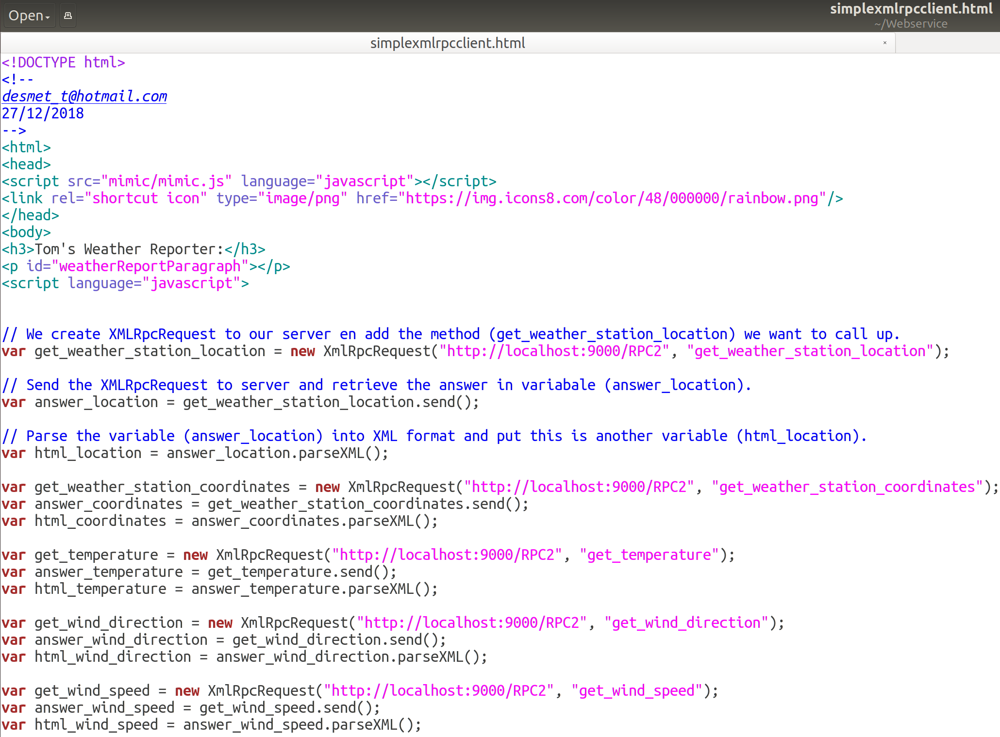 Open
simplexmlrpcclient.html
~/Webservice
simplexmlrpcclient.html ×
<!DOCTYPE html>
<!--
desmet_t@hotmail.com
27/12/2018
-->
<html>
<head>
<script src="mimic/mimic.js" language="javascript"></script>
<link rel="shortcut icon" type="image/png" href="https://img.icons8.com/color/48/000000/rainbow.png"/>
</head>
<body>
<h3>Tom's Weather Reporter:</h3>
<p id="weatherReportParagraph"></p>
<script language="javascript">
// We create XMLRpcRequest to our server en add the method (get_weather_station_location) we want to call up.
var get_weather_station_location = new XmlRpcRequest("http://localhost:9000/RPC2", "get_weather_station_location");
// Send the XMLRpcRequest to server and retrieve the answer in variabale (answer_location).
var answer_location = get_weather_station_location.send();
// Parse the variable (answer_location) into XML format and put this is another variable (html_location).
var html_location = answer_location.parseXML();
var get_weather_station_coordinates = new XmlRpcRequest("http://localhost:9000/RPC2", "get_weather_station_coordinates");
var answer_coordinates = get_weather_station_coordinates.send();
var html_coordinates = answer_coordinates.parseXML();
var get_temperature = new XmlRpcRequest("http://localhost:9000/RPC2", "get_temperature");
var answer_temperature = get_temperature.send();
var html_temperature = answer_temperature.parseXML();
var get_wind_direction = new XmlRpcRequest("http://localhost:9000/RPC2", "get_wind_direction");
var answer_wind_direction = get_wind_direction.send();
var html_wind_direction = answer_wind_direction.parseXML();
var get_wind_speed = new XmlRpcRequest("http://localhost:9000/RPC2", "get_wind_speed");
var answer_wind_speed = get_wind_speed.send();
var html_wind_speed = answer_wind_speed.parseXML();